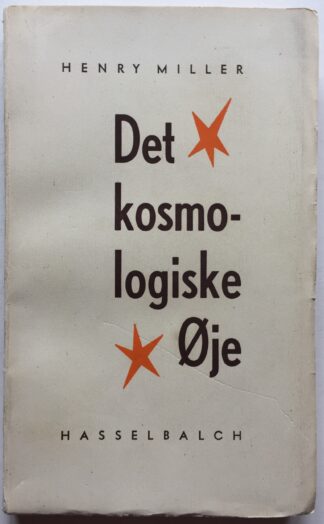 HENRY MILLER
Det
kosmo-
logiske
Øje
HASSELBALCH